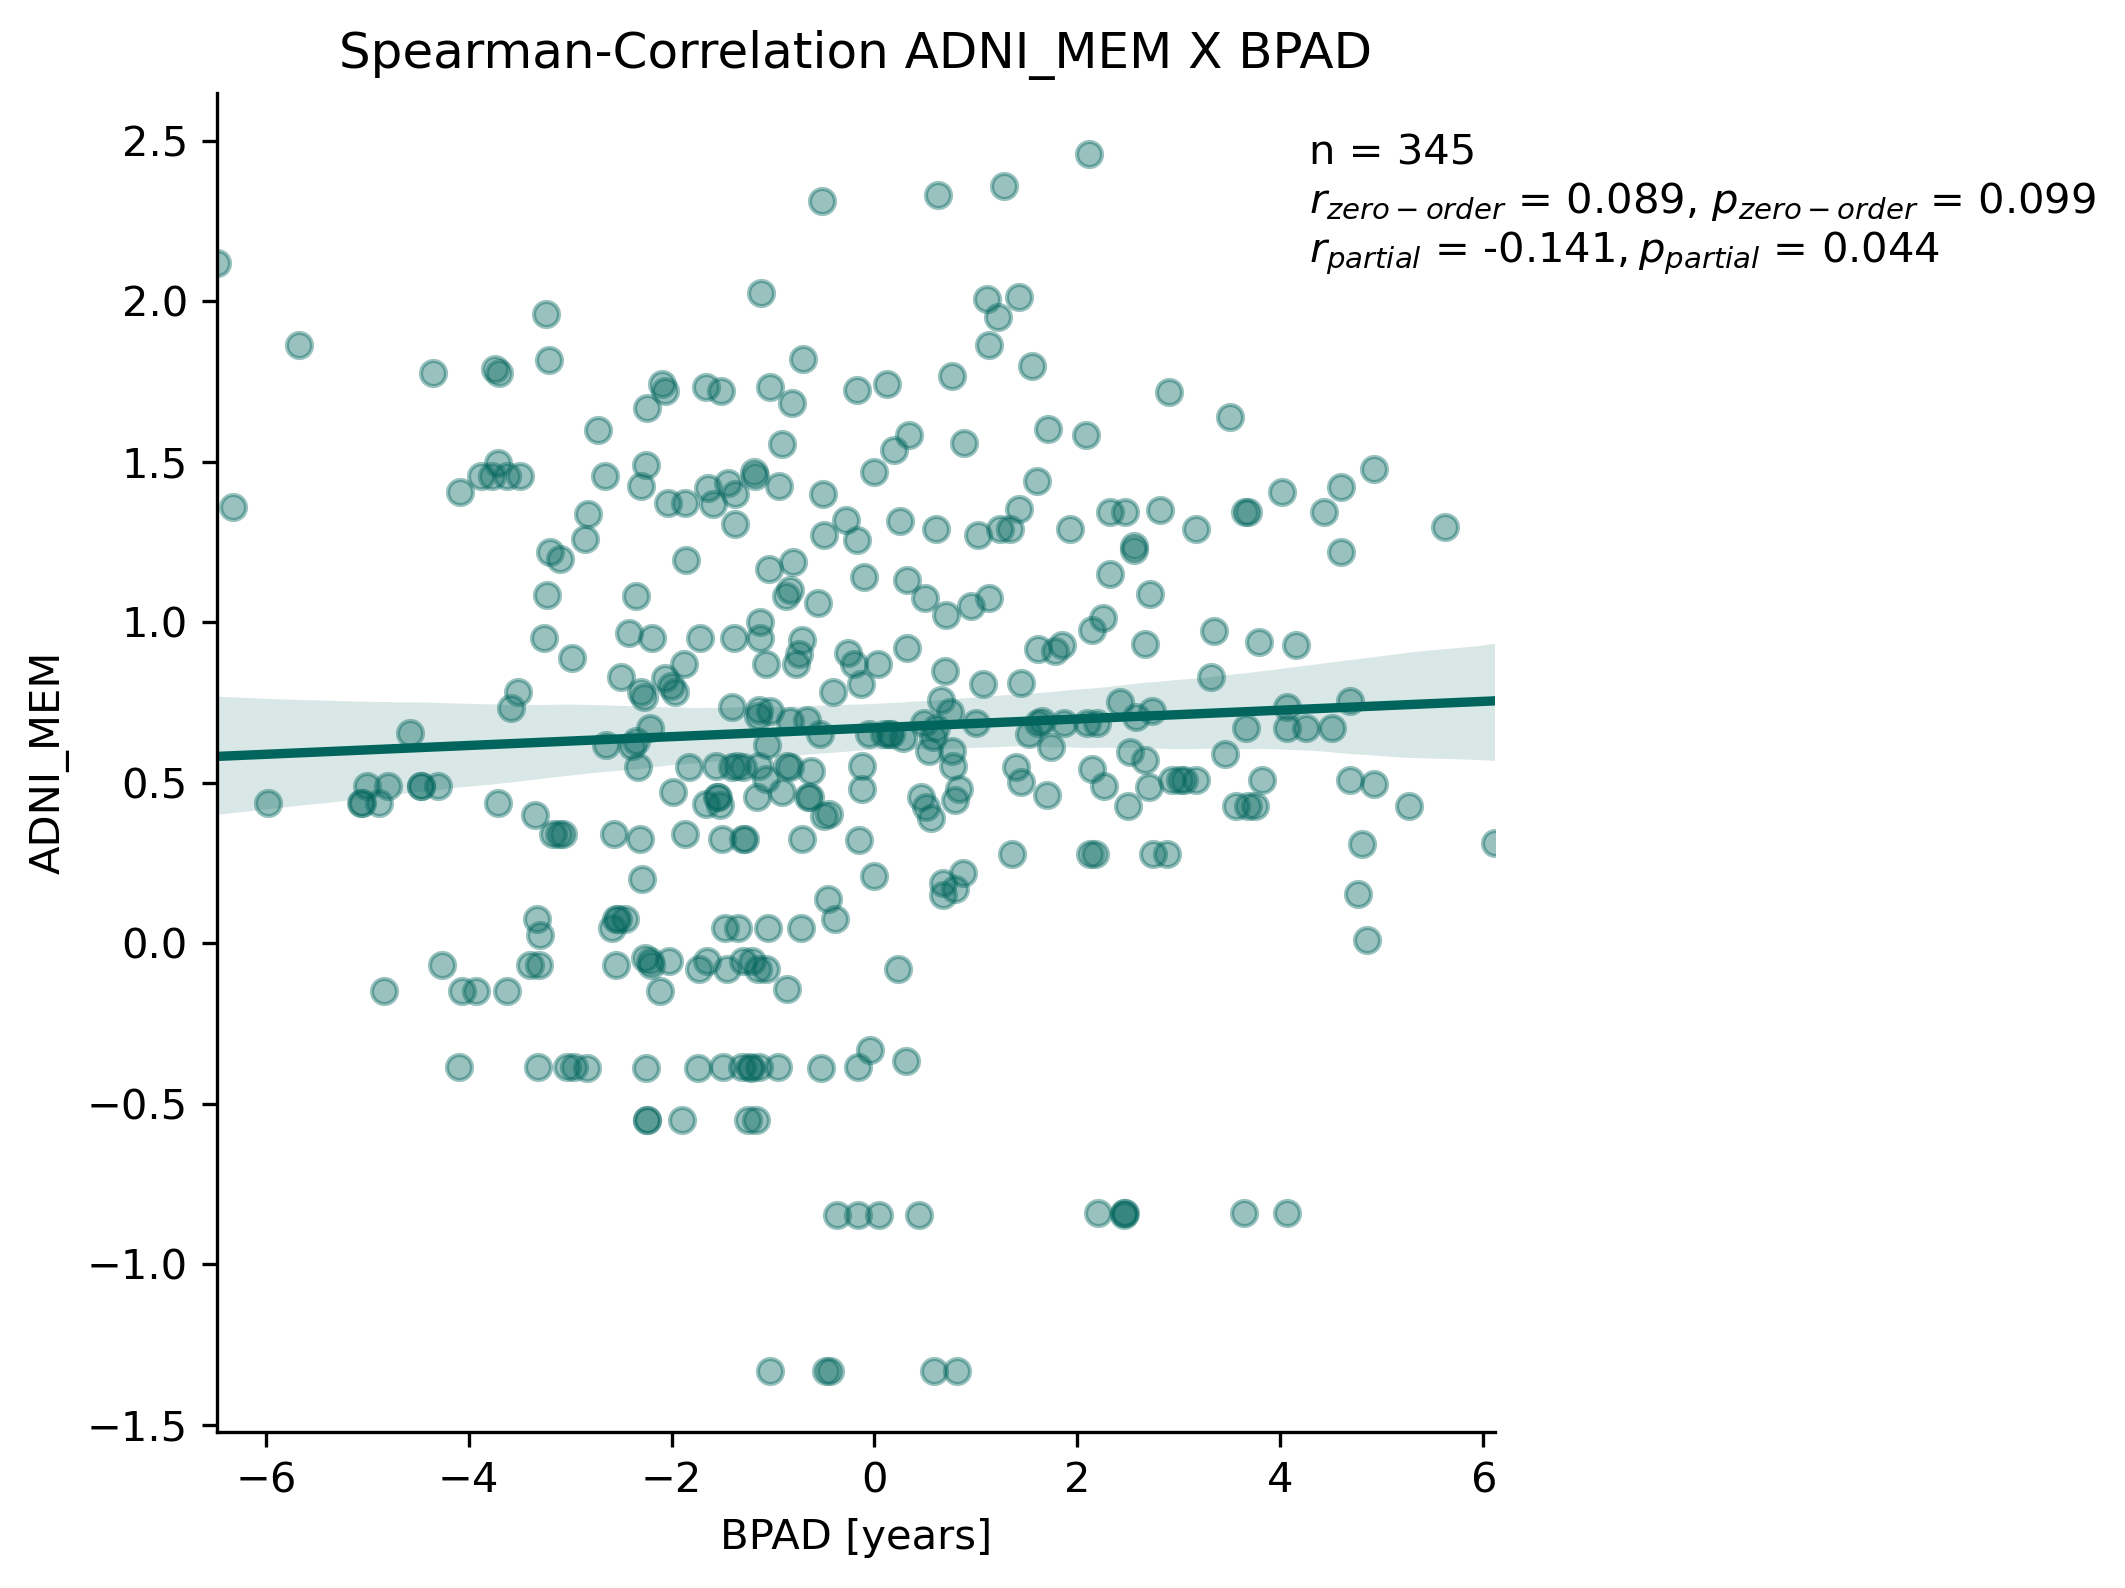 Spearman-Correlation ADNI_MEM X BPAD
n = 345
r_zero-order = 0.089, p_zero-order = 0.099
r_partial = -0.141, p_partial = 0.044
2.5
2.0
1.5
1.0
0.5
0.0
−0.5
−1.0
−1.5
ADNI_MEM
−6 −4 −2 0 2 4 6
BPAD [years]